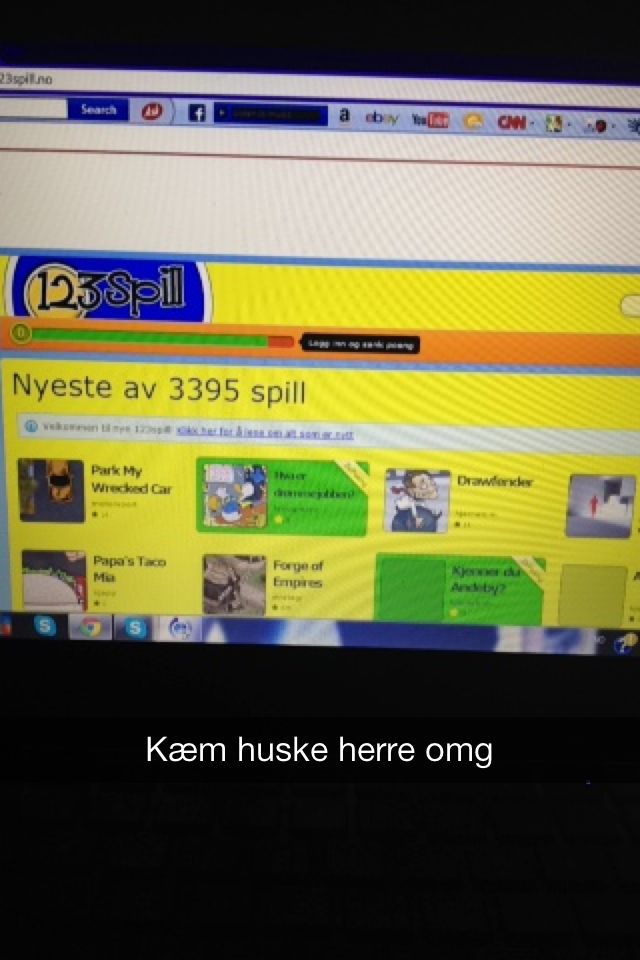 23spill.no
Search
a ebay YouTube CNN
123Spill
Logg inn og samle poeng
Nyeste av 3395 spill
Velkommen til nye 123spill! Klikk her for å lese om alt som er nytt
Park My
Wrecked Car
Hva er
drømmejobben?
Drawfender
Papa's Taco
Mia
Forge of
Empires
Kjenner du
Andeby?
Kæm huske herre omg